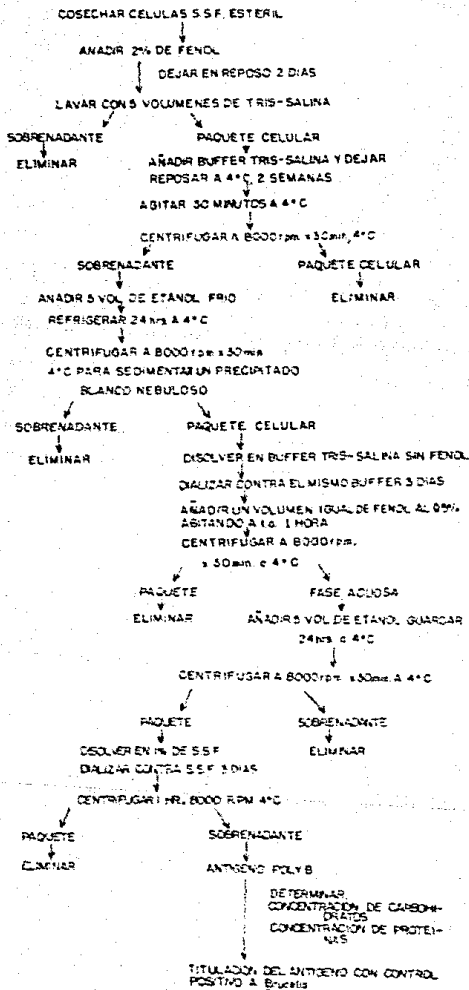 COSECHAR CELULAS S.S.F. ESTERIL
AÑADIR 2% DE FENOL
DEJAR EN REPOSO 2 DIAS
LAVAR CON 5 VOLUMENES DE TRIS-SALINA
SOBRENADANTE PAQUETE CELULAR
ELIMINAR AÑADIR BUFFER TRIS-SALINA Y DEJAR
REPOSAR A 4°C, 2 SEMANAS
AGITAR 30 MINUTOS A 4°C
CENTRIFUGAR A 8000 rpm x 30 min, 4°C
SOBRENADANTE PAQUETE CELULAR
AÑADIR 5 VOL DE ETANOL FRIO ELIMINAR
REFRIGERAR 24 hrs A 4°C
CENTRIFUGAR A 8000 rpm x 30 min
4°C PARA SEDIMENTAR UN PRECIPITADO
BLANCO NEBULOSO
SOBRENADANTE PAQUETE CELULAR
ELIMINAR DISOLVER EN BUFFER TRIS-SALINA SIN FENOL
DIALIZAR CONTRA EL MISMO BUFFER 3 DIAS
AÑADIR UN VOLUMEN IGUAL DE FENOL AL
AGITANDO A t.a. 1 HORA
CENTRIFUGAR A 8000 rpm.
x 30 min. a 4°C
PAQUETE FASE ACUOSA
ELIMINAR AÑADIR 5 VOL DE ETANOL GUARDAR
24 hrs a 4°C
CENTRIFUGAR A 8000 rpm x 30 min. A 4°C
PAQUETE SOBRENADANTE
DISOLVER EN 1% DE S.S.F. ELIMINAR
DIALIZAR CONTRA S.S.F. 3 DIAS
CENTRIFUGAR 1 HR, 8000 RPM 4°C
PAQUETE SOBRENADANTE
ELIMINAR ANTIGENO POLY B
DETERMINAR
CONCENTRACION DE CARBOHI-
DRATOS
CONCENTRACION DE PROTEI-
NAS
TITULACION DEL ANTIGENO CON CONTROL
POSITIVO A Brucella